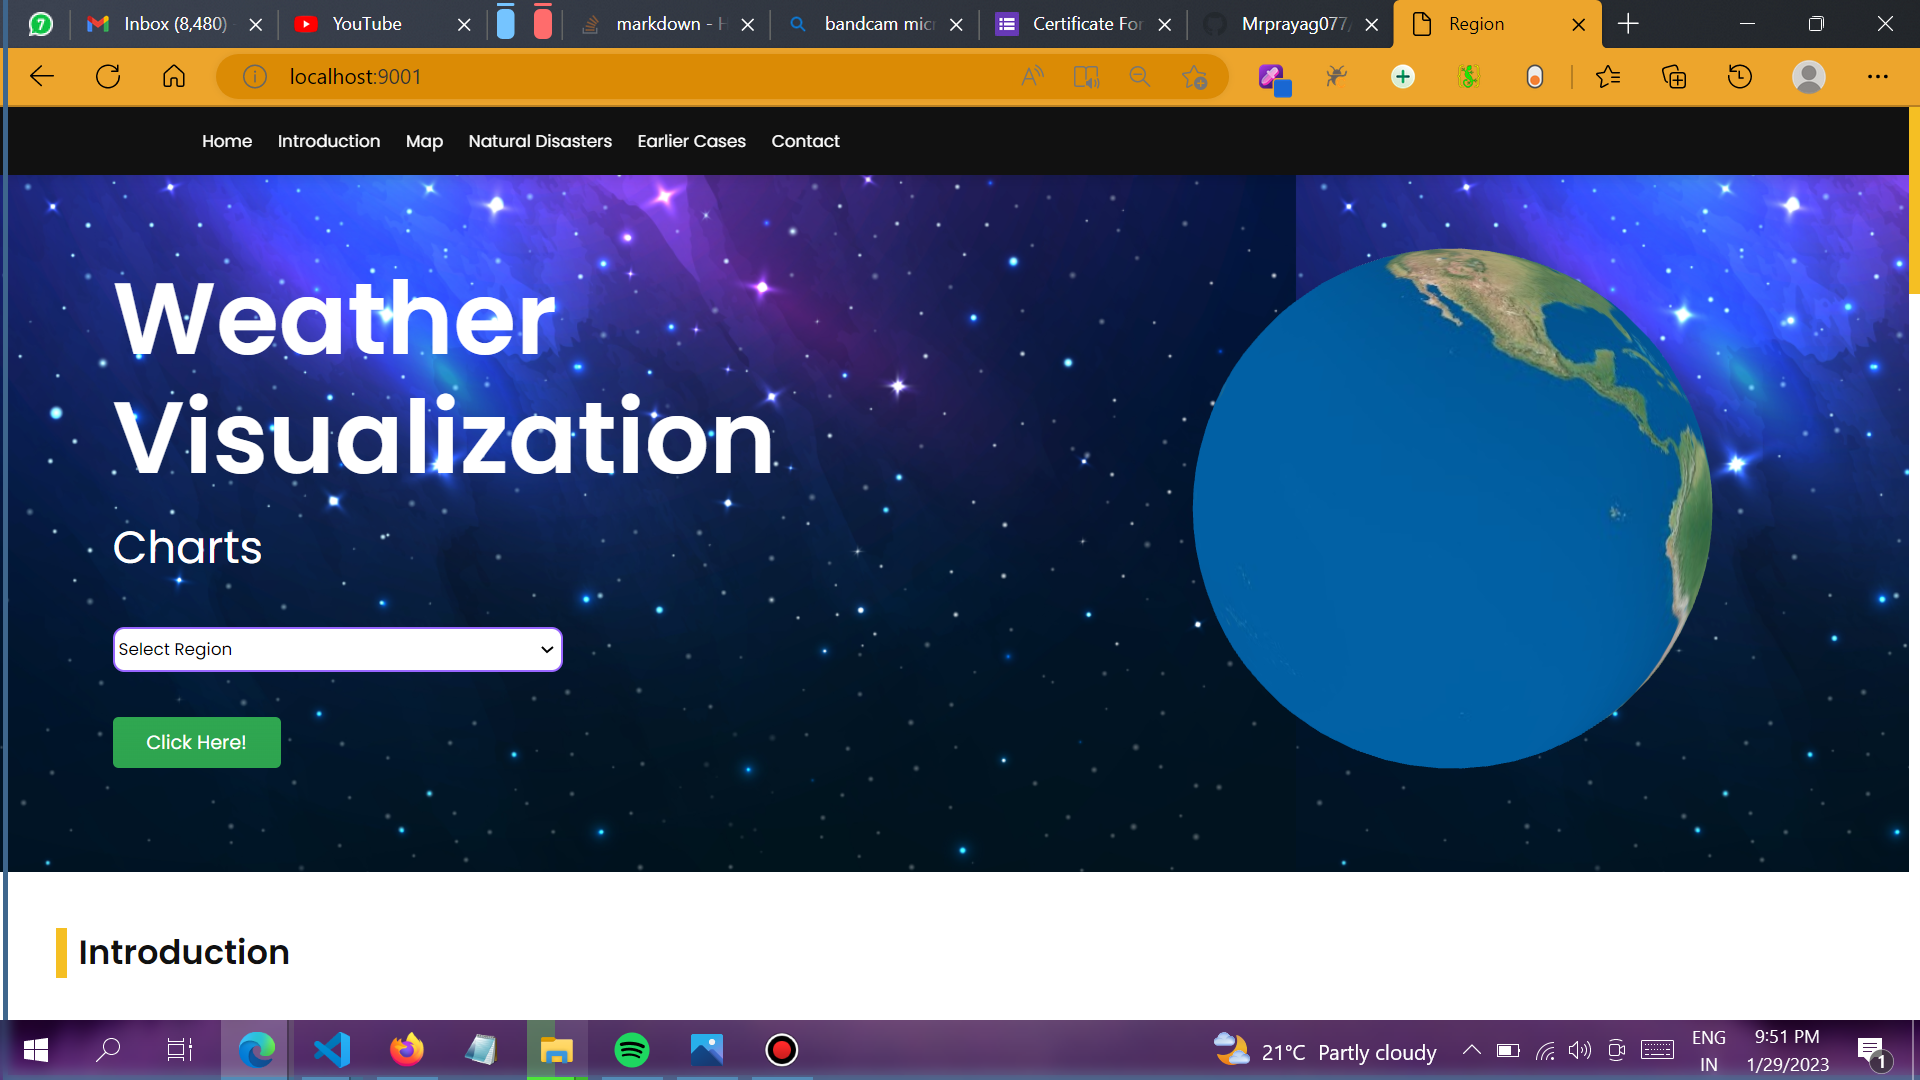 7
Inbox (8,480)
YouTube
markdown - H
bandcam mic
Certificate For
Mrprayag077/
Region
localhost:9001
Home
Introduction
Map
Natural Disasters
Earlier Cases
Contact
Weather
Visualization
Charts
Select Region
Click Here!
Introduction
21°C Partly cloudy
ENG
IN
9:51 PM
1/29/2023
1